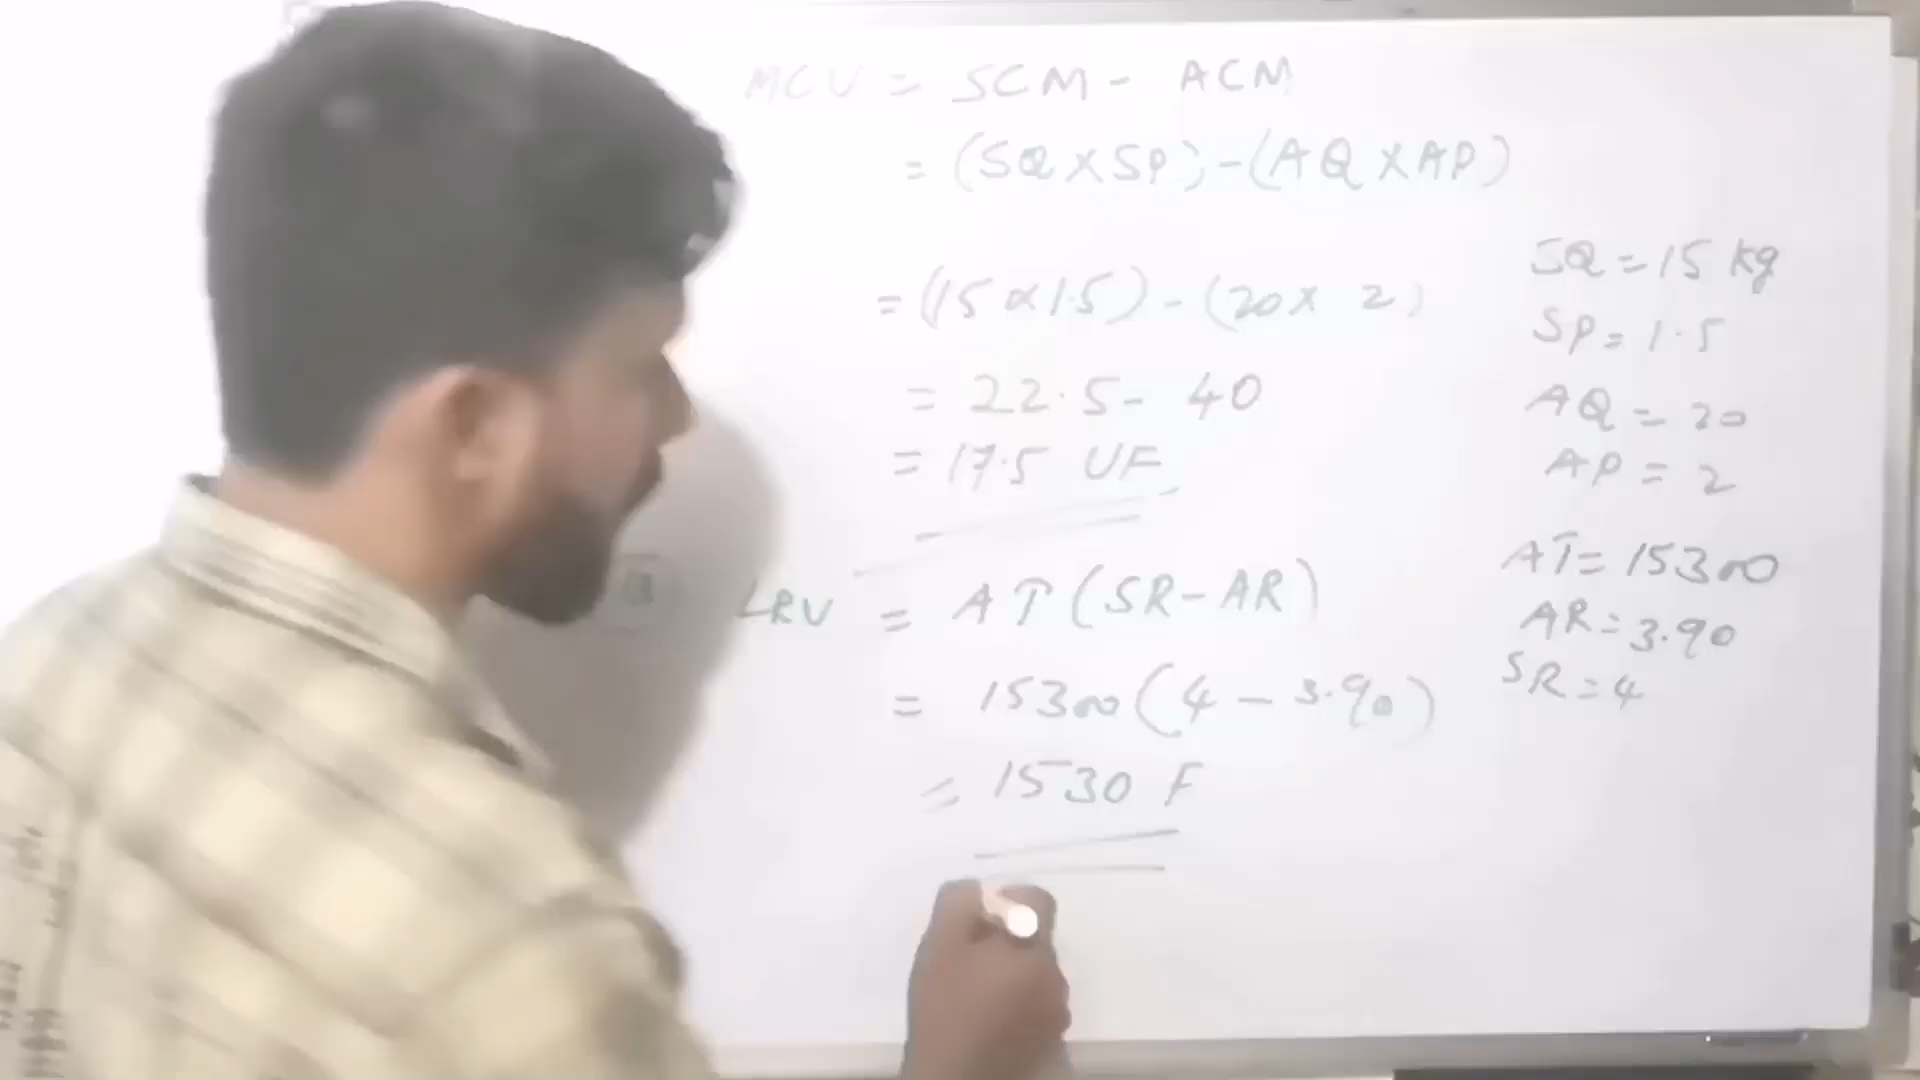 MCV = SCM - ACM
= (SQ X SP) - (AQ X AP)
= (15 x 1.5) - (20 x 2)
= 22.5 - 40
= 17.5 UF
LRV = AT (SR - AR)
= 15300 (4 - 3.90)
= 1530 F
SQ = 15 kg
SP = 1.5
AQ = 20
AP = 2
AT = 15300
AR = 3.90
SR = 4